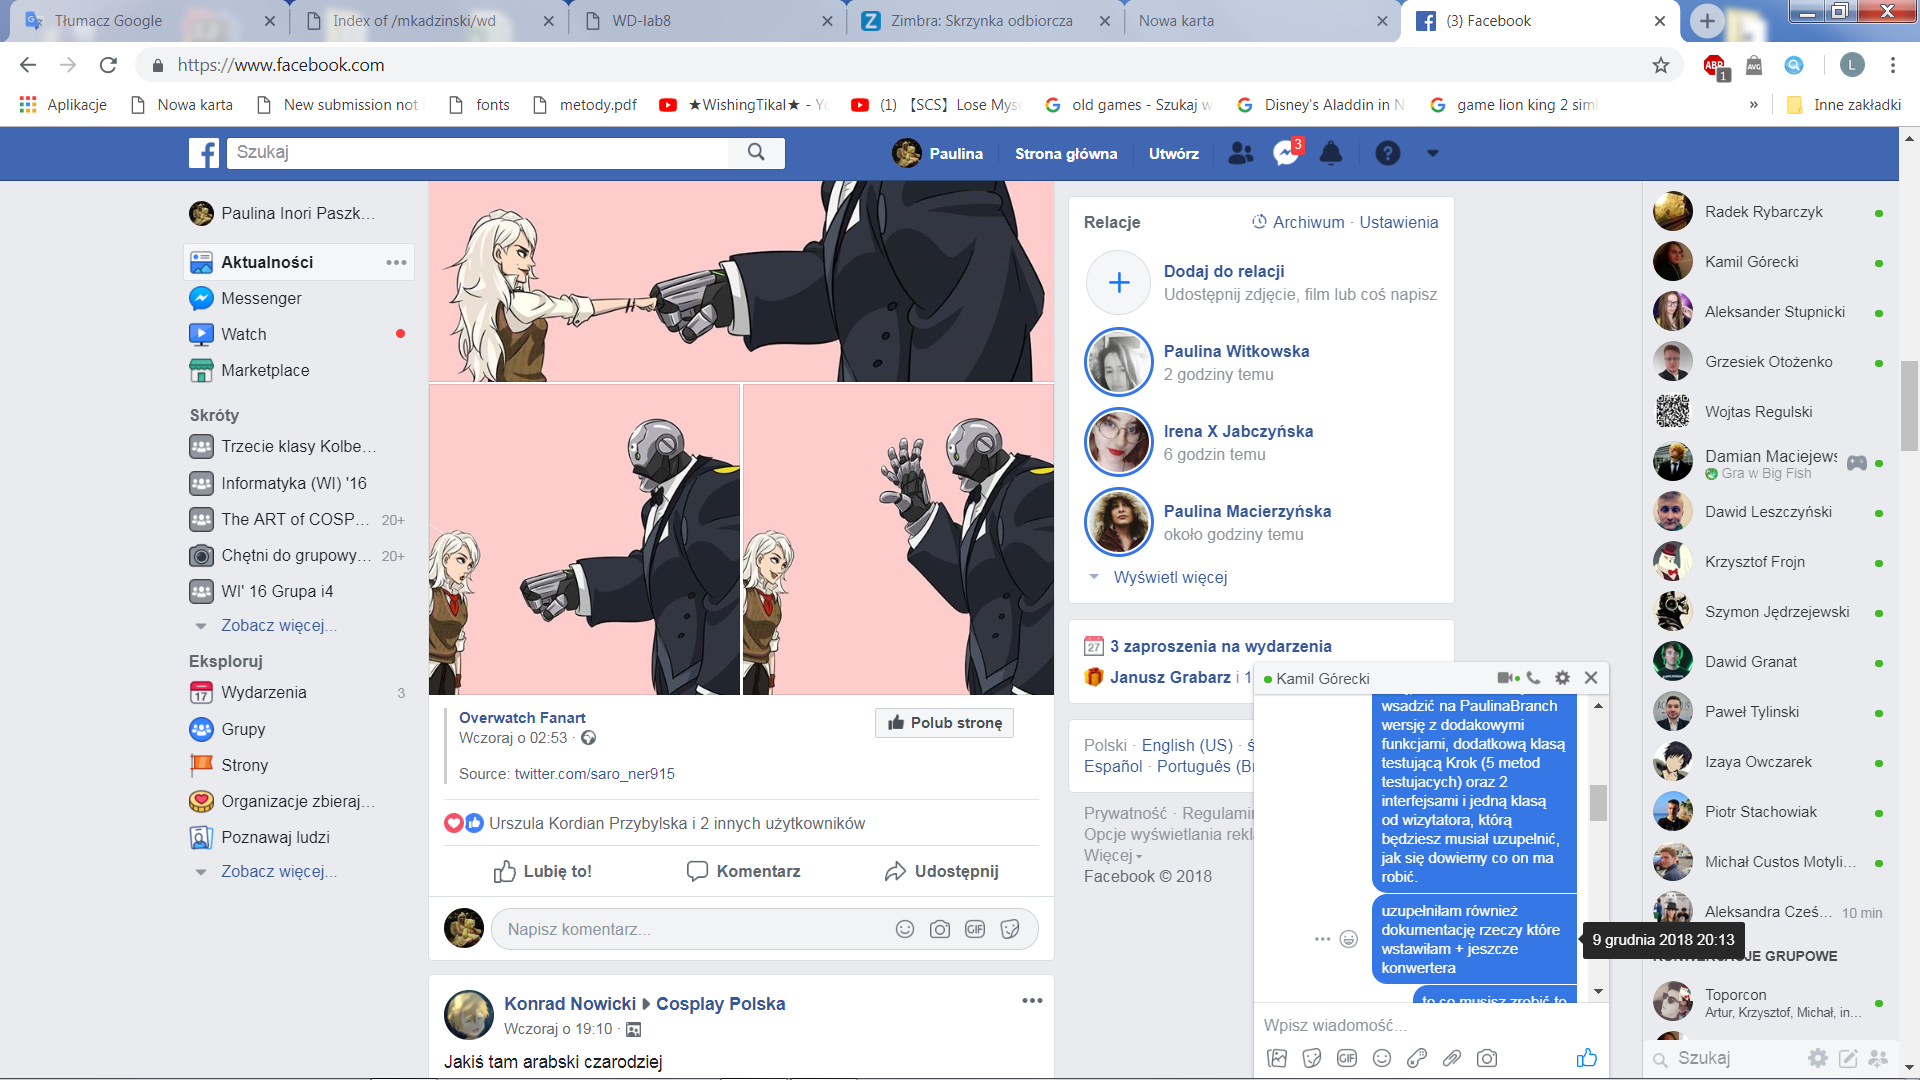 Tłumacz Google
Index of /mkadzinski/wd
WD-lab8
Zimbra: Skrzynka odbiorcza
Nowa karta
(3) Facebook
https://www.facebook.com
ABP
1
AVG
L
Aplikacje
Nowa karta
New submission not
fonts
metody.pdf
★WishingTikal★ - Yo
(1) 【SCS】Lose Myse
old games - Szukaj w
Disney's Aladdin in N
game lion king 2 simb
»
Inne zakładki
Szukaj
Paulina
Strona główna
Utwórz
3
Paulina Inori Paszk...
Aktualności
Messenger
Watch
Marketplace
Skróty
Trzecie klasy Kolbe...
Informatyka (WI) '16
The ART of COSP... 20+
Chętni do grupowy... 20+
WI' 16 Grupa i4
Zobacz więcej...
Eksploruj
17
Wydarzenia 3
Grupy
Strony
Organizacje zbieraj...
Poznawaj ludzi
Zobacz więcej...
Overwatch Fanart
Wczoraj o 02:53 ·
Polub stronę
Source: twitter.com/saro_ner915
Urszula Kordian Przybylska i 2 innych użytkowników
Lubię to!
Komentarz
Udostępnij
Napisz komentarz...
GIF
Konrad Nowicki
Cosplay Polska
Wczoraj o 19:10 ·
Jakiś tam arabski czarodziej
Relacje
Archiwum · Ustawienia
Dodaj do relacji
Udostępnij zdjęcie, film lub coś napisz
Paulina Witkowska
2 godziny temu
Irena X Jabczyńska
6 godzin temu
Paulina Macierzyńska
około godziny temu
Wyświetl więcej
27
3 zaproszenia na wydarzenia
Janusz Grabarz i 1
Polski · English (US) · ś
Español · Português (Br
Prywatność · Regulamin
Opcje wyświetlania rekl
Więcej
Facebook © 2018
Kamil Górecki
wsadzić na PaulinaBranch
wersję z dodakowymi
funkcjami, dodatkową klasą
testującą Krok (5 metod
testujacych) oraz 2
interfejsami i jedną klasą
od wizytatora, którą
będziesz musiał uzupelnić,
jak się dowiemy co on ma
robić.
uzupełniłam również
dokumentację rzeczy które
wstawiłam + jeszcze
konwertera
to co musisz zrobić to
9 grudnia 2018 20:13
Wpisz wiadomość...
GIF
Radek Rybarczyk
Kamil Górecki
Aleksander Stupnicki
Grzesiek Otożenko
Wojtas Regulski
Damian Maciejews
Gra w Big Fish
Dawid Leszczyński
Krzysztof Frojn
Szymon Jędrzejewski
Dawid Granat
Paweł Tylinski
Izaya Owczarek
Piotr Stachowiak
Michał Custos Motyli...
Aleksandra Cześ... 10 min
KONWERSACJE GRUPOWE
Toporcon
Artur, Krzysztof, Michał, in...
Szukaj